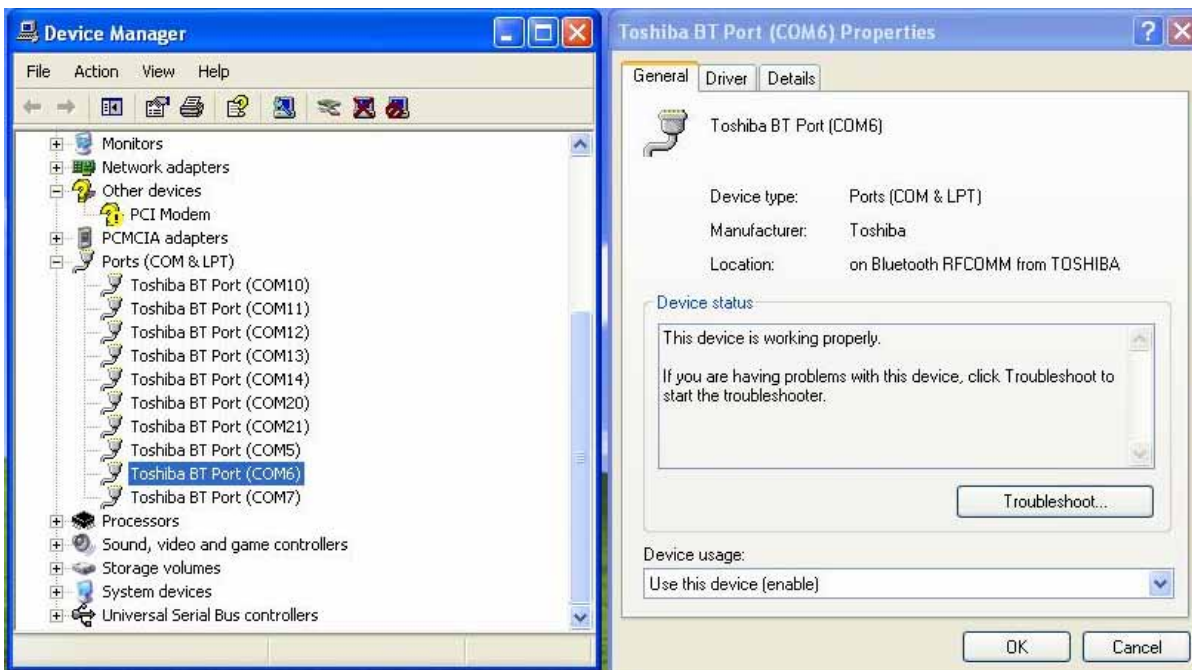 Device Manager
File Action View Help
Monitors
Network adapters
Other devices
PCI Modem
PCMCIA adapters
Ports (COM & LPT)
Toshiba BT Port (COM10)
Toshiba BT Port (COM11)
Toshiba BT Port (COM12)
Toshiba BT Port (COM13)
Toshiba BT Port (COM14)
Toshiba BT Port (COM20)
Toshiba BT Port (COM21)
Toshiba BT Port (COM5)
Toshiba BT Port (COM6)
Toshiba BT Port (COM7)
Processors
Sound, video and game controllers
Storage volumes
System devices
Universal Serial Bus controllers
Toshiba BT Port (COM6) Properties
General Driver Details
Toshiba BT Port (COM6)
Device type: Ports (COM & LPT)
Manufacturer: Toshiba
Location: on Bluetooth RFCOMM from TOSHIBA
Device status
This device is working properly.
If you are having problems with this device, click Troubleshoot to
start the troubleshooter.
Troubleshoot...
Device usage:
Use this device (enable)
OK Cancel